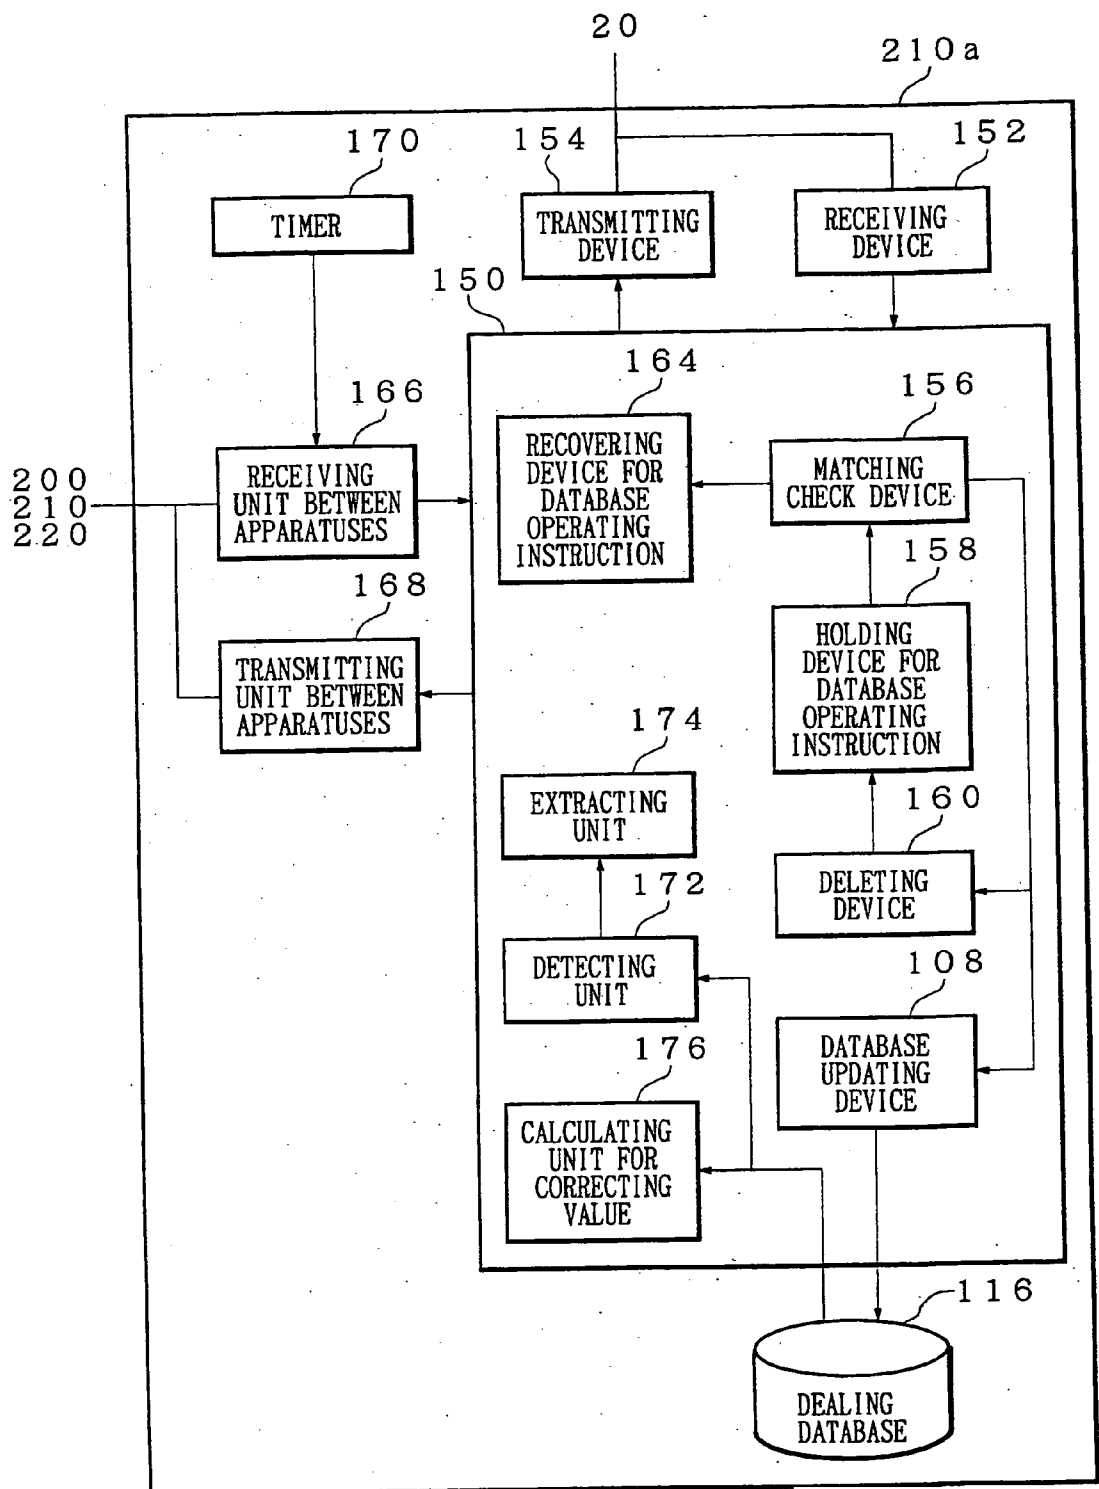 20
210a
170
154
152
TIMER
TRANSMITTING
DEVICE
RECEIVING
DEVICE
150
164
156
166
RECOVERING
DEVICE FOR
DATABASE
OPERATING
INSTRUCTION
MATCHING
CHECK DEVICE
200
210
220
RECEIVING
UNIT BETWEEN
APPARATUSES
158
168
HOLDING
DEVICE FOR
DATABASE
OPERATING
INSTRUCTION
TRANSMITTING
UNIT BETWEEN
APPARATUSES
174
EXTRACTING
UNIT
160
DELETING
DEVICE
172
DETECTING
UNIT
108
DATABASE
UPDATING
DEVICE
176
CALCULATING
UNIT FOR
CORRECTING
VALUE
116
DEALING
DATABASE